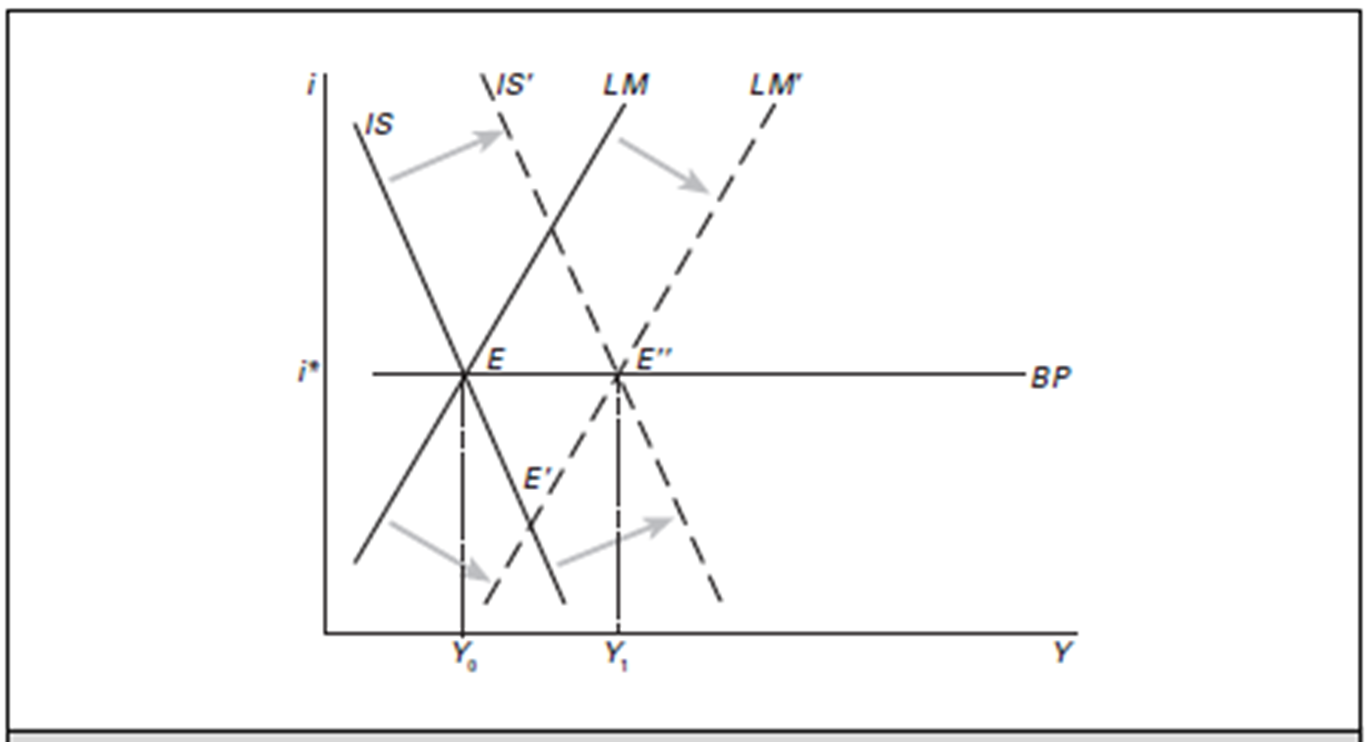 i IS′ LM LM′
IS
i* E E″ BP
E′
Y₀ Y₁ Y